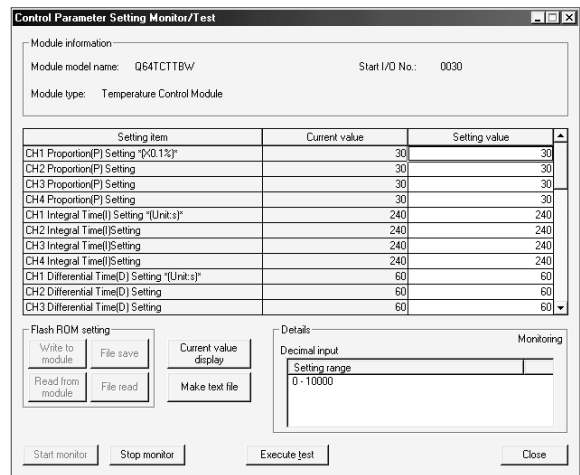 Control Parameter Setting Monitor/Test
Module information
Module model name: Q64TCTTBW Start I/O No.: 0030
Module type: Temperature Control Module
Setting item Current value Setting value
CH1 Proportion(P) Setting *(X0.1%)* 30 30
CH2 Proportion(P) Setting 30 30
CH3 Proportion(P) Setting 30 30
CH4 Proportion(P) Setting 30 30
CH1 Integral Time(I) Setting *(Unit:s)* 240 240
CH2 Integral Time(I)Setting 240 240
CH3 Integral Time(I)Setting 240 240
CH4 Integral Time(I)Setting 240 240
CH1 Differential Time(D) Setting *(Unit:s)* 60 60
CH2 Differential Time(D) Setting 60 60
CH3 Differential Time(D) Setting 60 60
Flash ROM setting
Write to
module
File save
Current value
display
Read from
module
File read
Make text file
Details
Monitoring
Decimal input
Setting range
0 - 10000
Start monitor Stop monitor Execute test Close